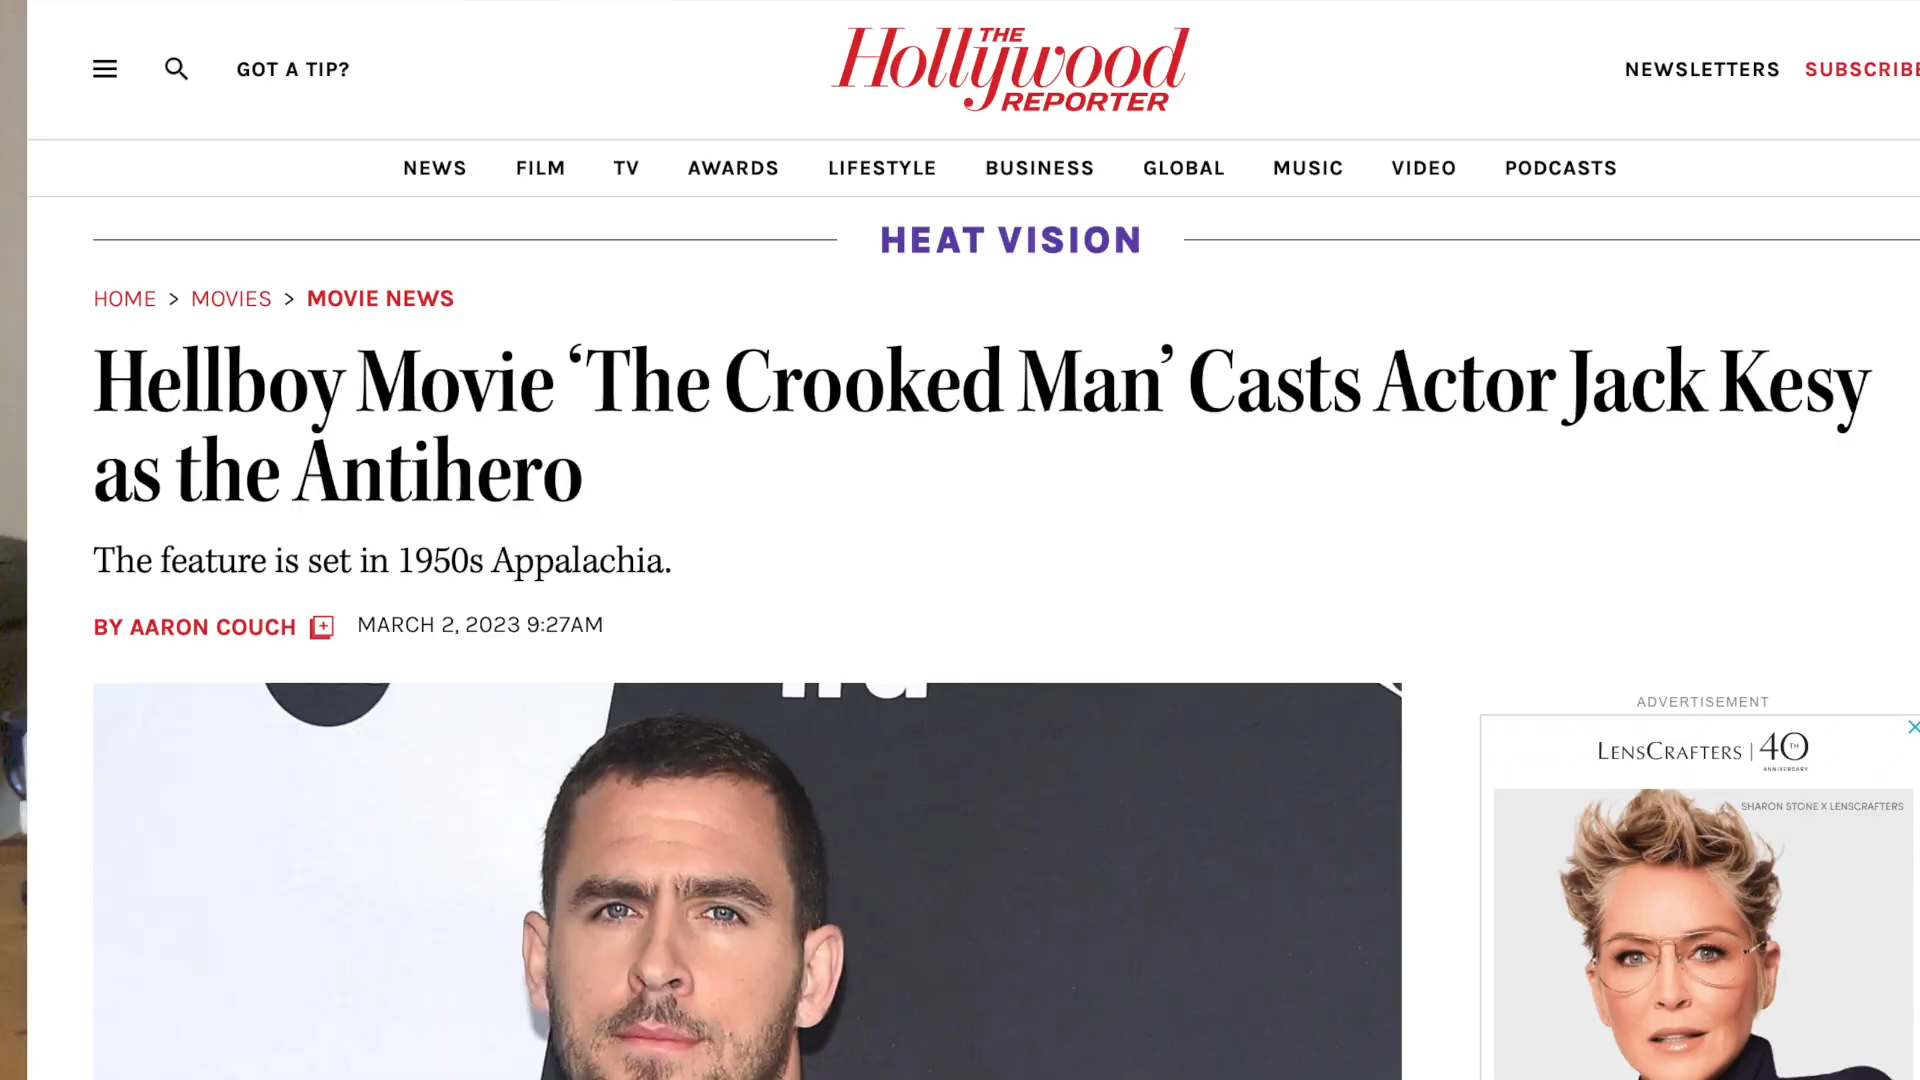 GOT A TIP?
THE
Hollywood
REPORTER
NEWSLETTERS SUBSCRIBE
NEWS FILM TV AWARDS LIFESTYLE BUSINESS GLOBAL MUSIC VIDEO PODCASTS
HEAT VISION
HOME > MOVIES > MOVIE NEWS
Hellboy Movie ‘The Crooked Man’ Casts Actor Jack Kesy
as the Antihero
The feature is set in 1950s Appalachia.
BY AARON COUCH MARCH 2, 2023 9:27AM
ADVERTISEMENT
LENSCRAFTERS | 40TH
ANNIVERSARY
SHARON STONE X LENSCRAFTERS